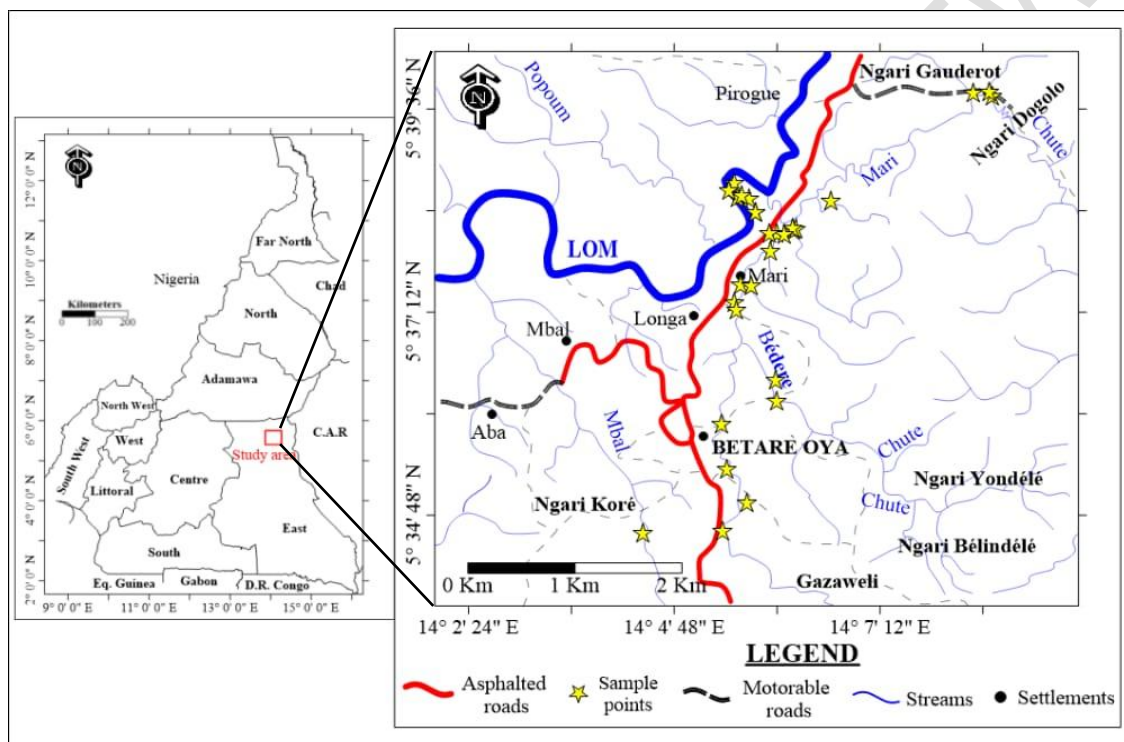 N
12° 0' 0" N
10° 0' 0" N
8° 0' 0" N
6° 0' 0" N
4° 0' 0" N
2° 0' 0" N
Far North
Nigeria
Chad
Kilometers
0 100 200
North
Adamawa
North West
West
South West
C.A.R
Study area
Littoral
Centre
East
South
Eq. Guinea
Gabon
D.R. Congo
9° 0' 0" E
11° 0' 0" E
13° 0' 0" E
15° 0' 0" E
N
5° 39' 36" N
5° 37' 12" N
5° 34' 48" N
Popoum
Pirogue
Ngari Gauderot
Ngari Dogolo
Chute
Mari
LOM
Mari
Longa
Mbal
Bédere
Aba
Mbal
BETARE OYA
Chute
Ngari Yondélé
Ngari Koré
Chute
Ngari Bélindélé
Gazaweli
0 Km 1 Km 2 Km
14° 2' 24" E
14° 4' 48" E
14° 7' 12" E
LEGEND
Asphalted
roads
Sample
points
Motorable
roads
Streams
Settlements